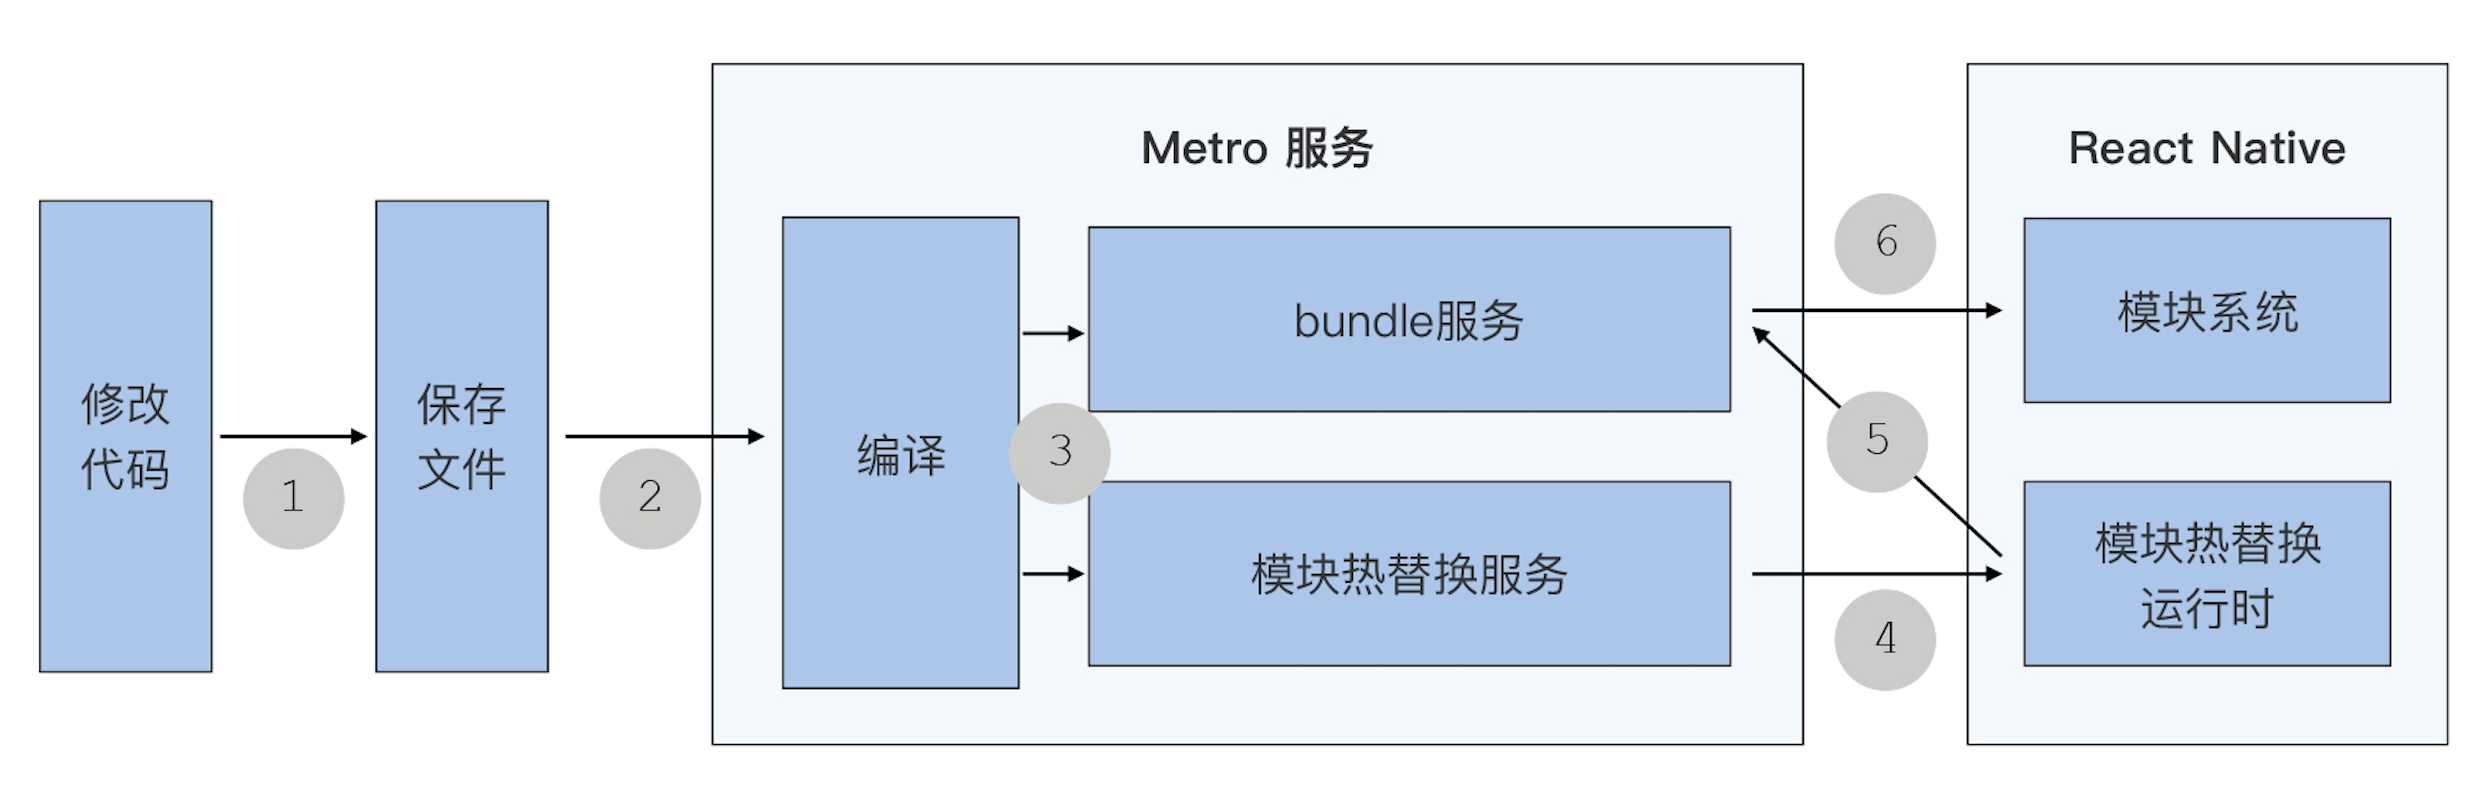 修改
代码
1
保存
文件
2
Metro 服务
编译
3
bundle服务
模块热替换服务
6
5
4
React Native
模块系统
模块热替换
运行时